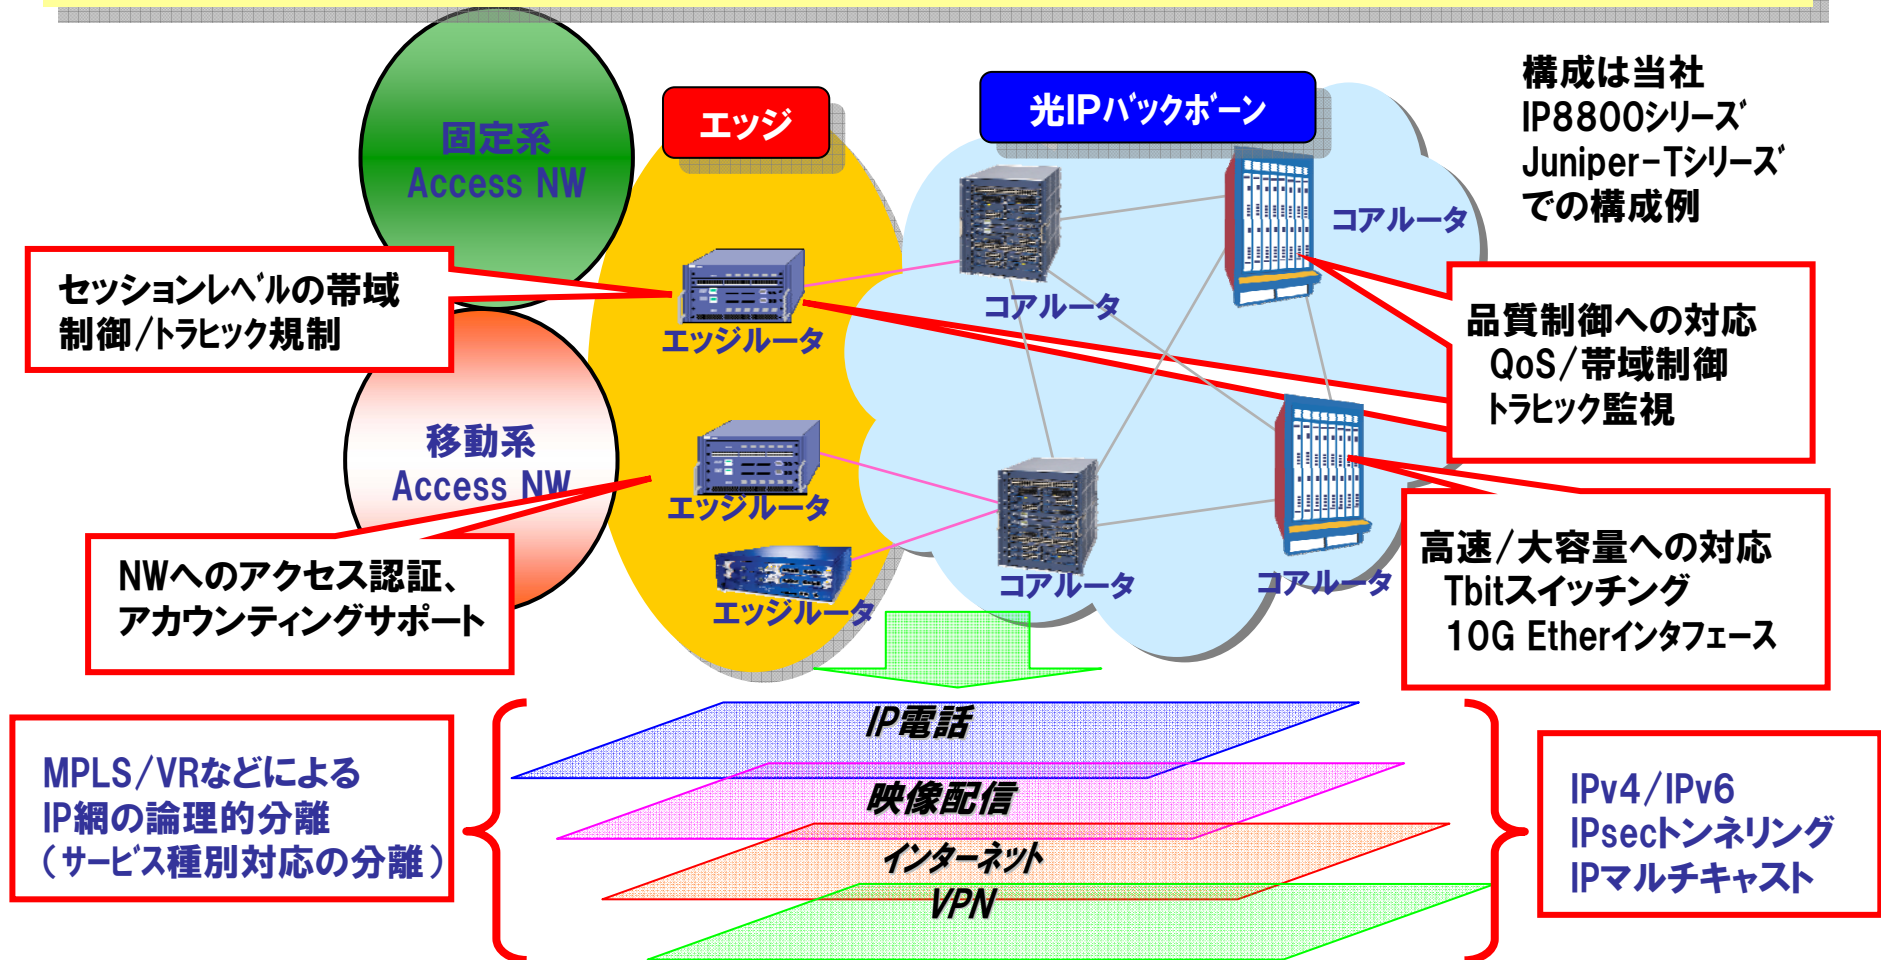 固定系
Access NW
エッジ
光IPバックボーン
構成は当社
IP8800シリーズ
Juniper-Tシリーズ
での構成例
セッションレベルの帯域
制御/トラヒック規制
エッジルータ
コアルータ
コアルータ
品質制御への対応
QoS/帯域制御
トラヒック監視
移動系
Access NW
エッジルータ
エッジルータ
コアルータ
コアルータ
NWへのアクセス認証、
アカウンティングサポート
高速/大容量への対応
Tbitスイッチング
10G Etherインタフェース
MPLS/VRなどによる
IP網の論理的分離
(サービス種別対応の分離)
IP電話
映像配信
インターネット
VPN
IPv4/IPv6
IPsecトンネリング
IPマルチキャスト